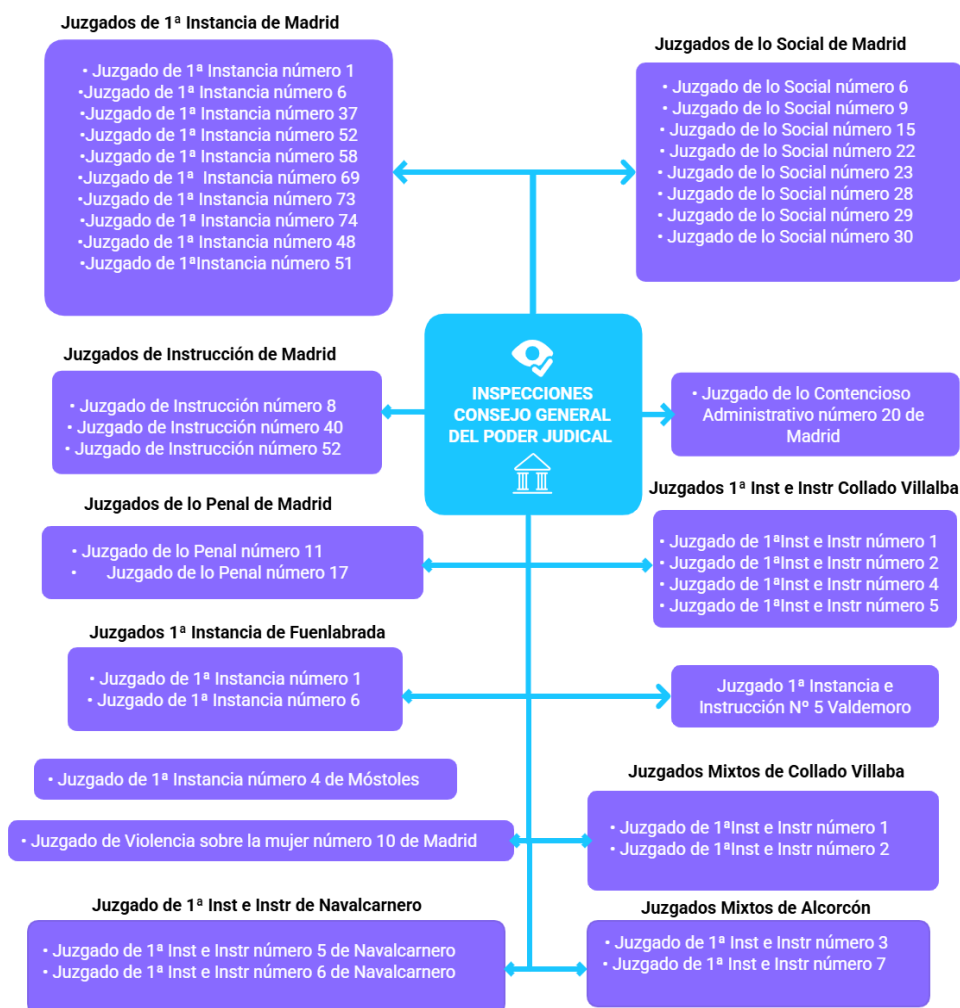 Juzgados de 1ª Instancia de Madrid
• Juzgado de 1ª Instancia número 1
•Juzgado de 1ª Instancia número 6
•Juzgado de 1ª Instancia número 37
•Juzgado de 1ª Instancia número 52
•Juzgado de 1ª Instancia número 58
•Juzgado de 1ª Instancia número 69
•Juzgado de 1ª Instancia número 73
•Juzgado de 1ª Instancia número 74
•Juzgado de 1ª Instancia número 48
•Juzgado de 1ªInstancia número 51
Juzgados de lo Social de Madrid
• Juzgado de lo Social número 6
• Juzgado de lo Social número 9
• Juzgado de lo Social número 15
• Juzgado de lo Social número 22
• Juzgado de lo Social número 23
• Juzgado de lo Social número 28
• Juzgado de lo Social número 29
• Juzgado de lo Social número 30
Juzgados de Instrucción de Madrid
• Juzgado de Instrucción número 8
• Juzgado de Instrucción número 40
• Juzgado de Instrucción número 52
INSPECCIONES
CONSEJO GENERAL
DEL PODER JUDICAL
• Juzgado de lo Contencioso
Administrativo número 20 de
Madrid
Juzgados de lo Penal de Madrid
• Juzgado de lo Penal número 11
• Juzgado de lo Penal número 17
Juzgados 1ª Inst e Instr Collado Villalba
• Juzgado de 1ªInst e Instr número 1
• Juzgado de 1ªInst e Instr número 2
• Juzgado de 1ªInst e Instr número 4
• Juzgado de 1ªInst e Instr número 5
Juzgados 1ª Instancia de Fuenlabrada
• Juzgado de 1ª Instancia número 1
• Juzgado de 1ª Instancia número 6
Juzgado 1ª Instancia e
Instrucción Nº 5 Valdemoro
• Juzgado de 1ª Instancia número 4 de Móstoles
Juzgados Mixtos de Collado Villaba
• Juzgado de 1ªInst e Instr número 1
• Juzgado de 1ªInst e Instr número 2
• Juzgado de Violencia sobre la mujer número 10 de Madrid
Juzgado de 1ª Inst e Instr de Navalcarnero
• Juzgado de 1ª Inst e Instr número 5 de Navalcarnero
• Juzgado de 1ª Inst e Instr número 6 de Navalcarnero
Juzgados Mixtos de Alcorcón
• Juzgado de 1ª Inst e Instr número 3
• Juzgado de 1ª Inst e Instr número 7